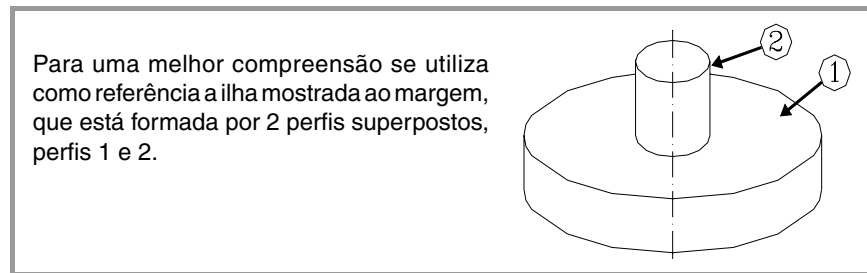 Para uma melhor compreensão se utiliza
como referência a ilha mostrada ao margem,
que está formada por 2 perfis superpostos,
perfis 1 e 2.
2
1